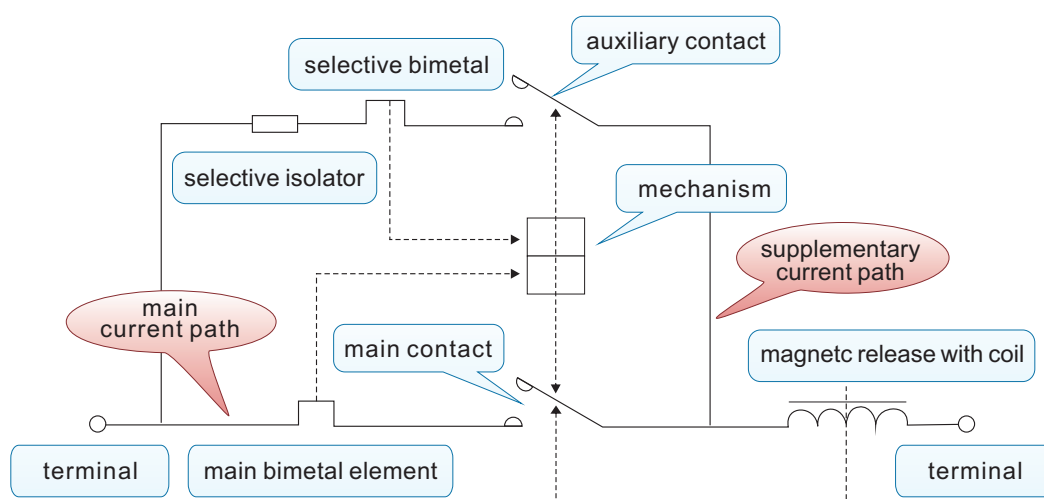 auxiliary contact
selective bimetal
selective isolator
mechanism
supplementary
current path
main
current path
main contact
magnetc release with coil
terminal
main bimetal element
terminal